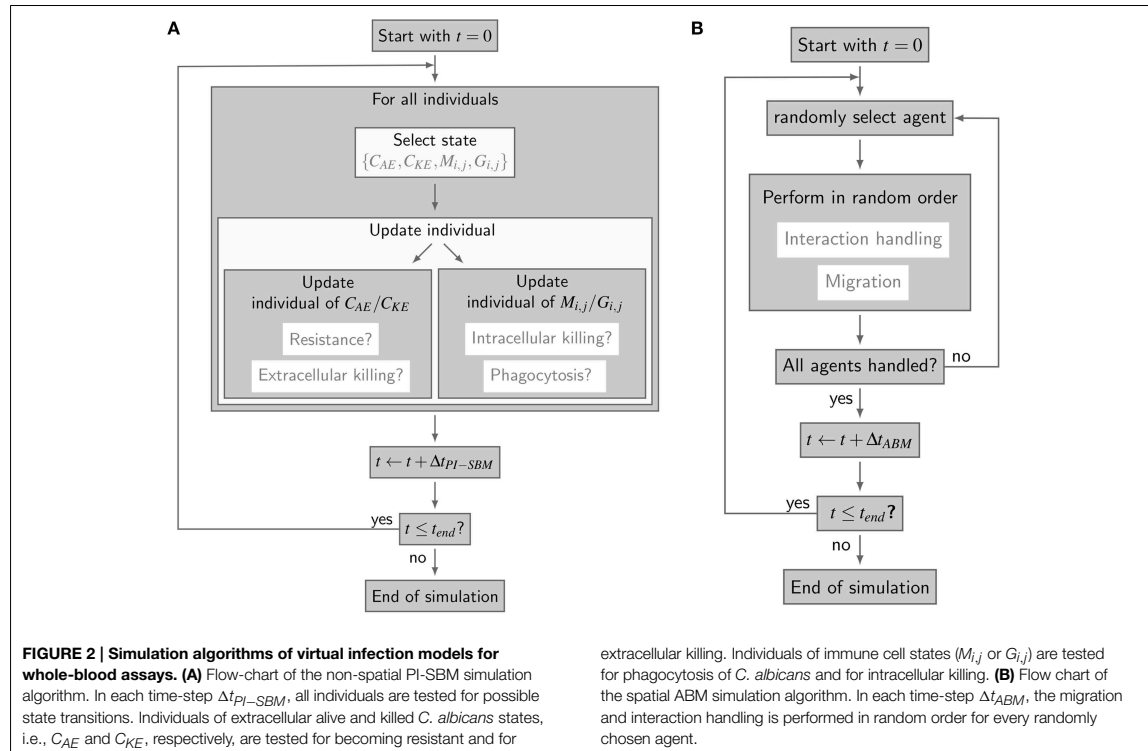 A
Start with t = 0
For all individuals
Select state
{C_AE, C_KE, M_i,j, G_i,j}
Update individual
Update
individual of C_AE/C_KE
Resistance?
Extracellular killing?
Update
individual of M_i,j/G_i,j
Intracellular killing?
Phagocytosis?
t ← t + Δt_PI−SBM
yes
t ≤ t_end?
no
End of simulation
B
Start with t = 0
randomly select agent
Perform in random order
Interaction handling
Migration
All agents handled?
no
yes
t ← t + Δt_ABM
yes
t ≤ t_end?
no
End of simulation
FIGURE 2 | Simulation algorithms of virtual infection models for
whole-blood assays. (A) Flow-chart of the non-spatial PI-SBM simulation
algorithm. In each time-step Δt_PI−SBM, all individuals are tested for possible
state transitions. Individuals of extracellular alive and killed C. albicans states,
i.e., C_AE and C_KE, respectively, are tested for becoming resistant and for
extracellular killing. Individuals of immune cell states (M_i,j or G_i,j) are tested
for phagocytosis of C. albicans and for intracellular killing. (B) Flow chart of
the spatial ABM simulation algorithm. In each time-step Δt_ABM, the migration
and interaction handling is performed in random order for every randomly
chosen agent.